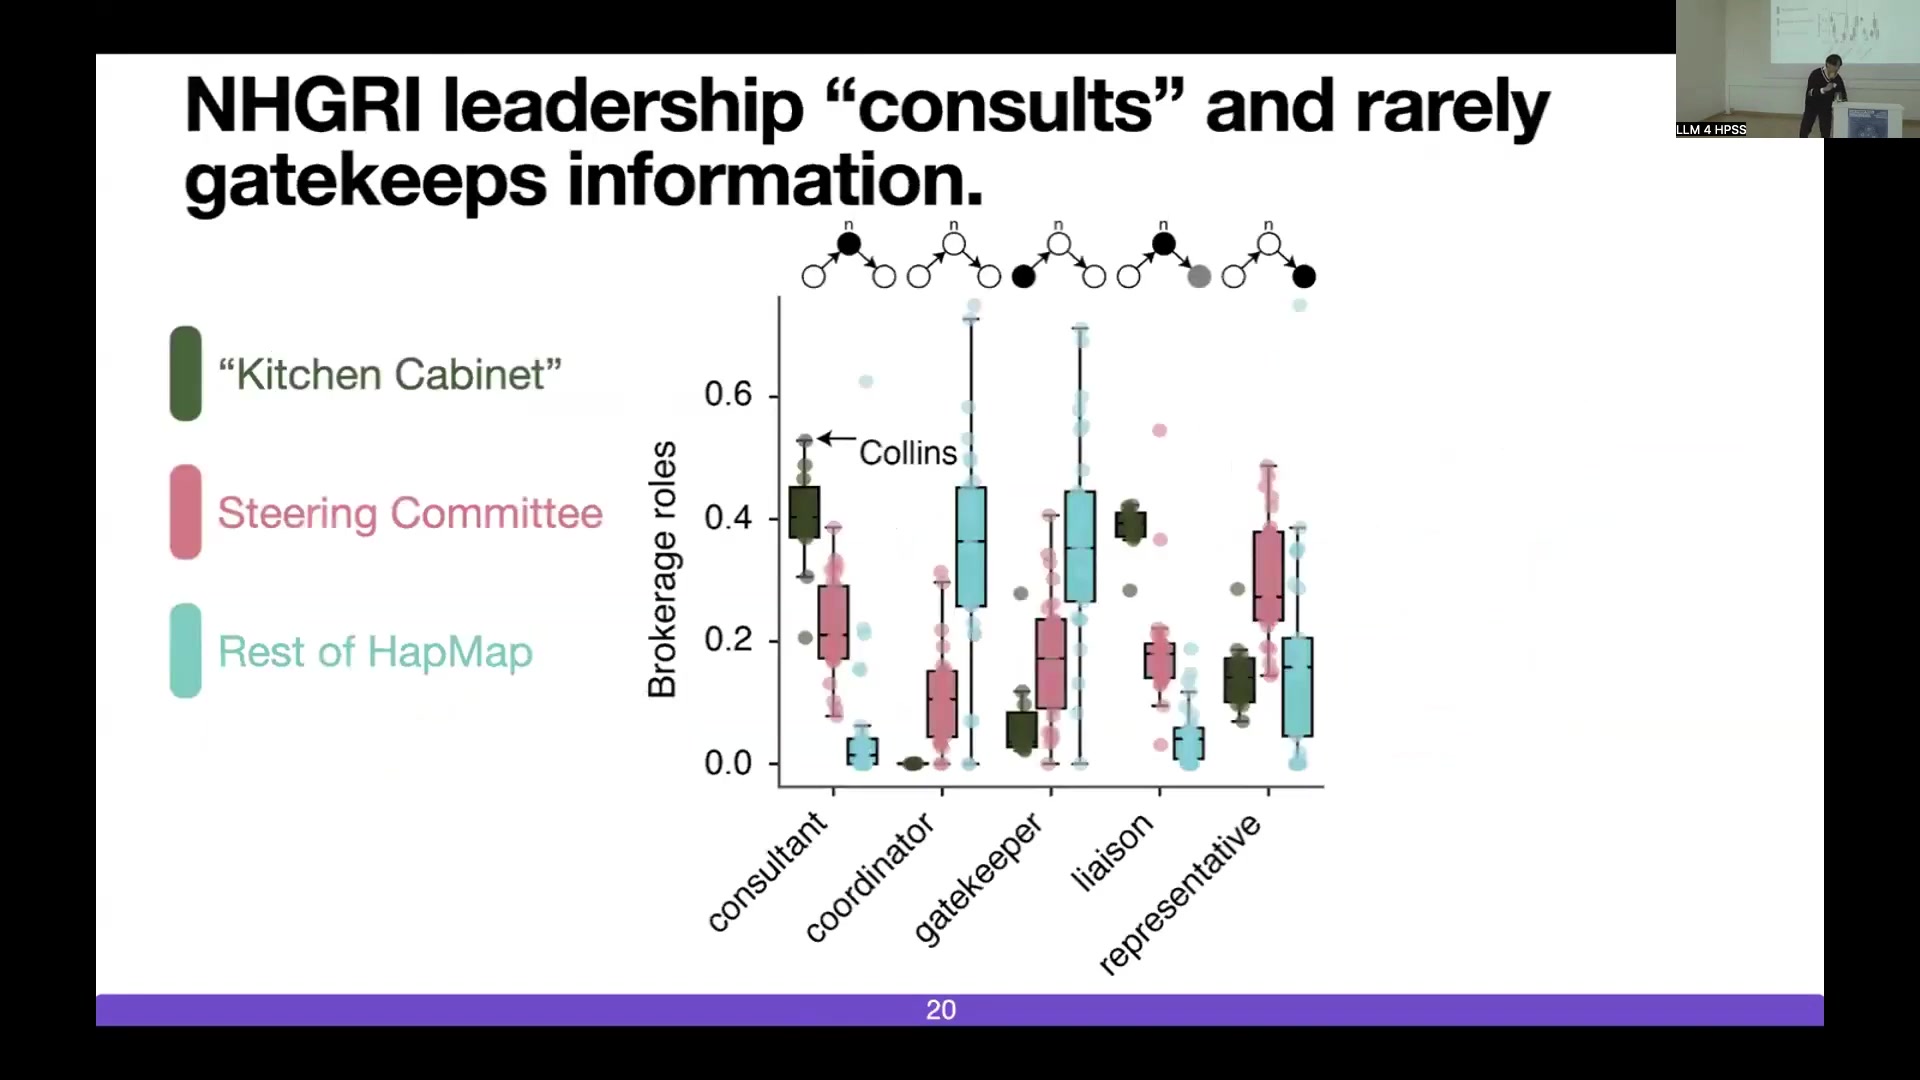 NHGRI leadership “consults” and rarely
gatekeeps information.
LLM 4 HPSS
“Kitchen Cabinet”
Steering Committee
Rest of HapMap
n
n
n
n
n
Collins
Brokerage roles
0.6
0.4
0.2
0.0
consultant
coordinator
gatekeeper
liaison
representative
20